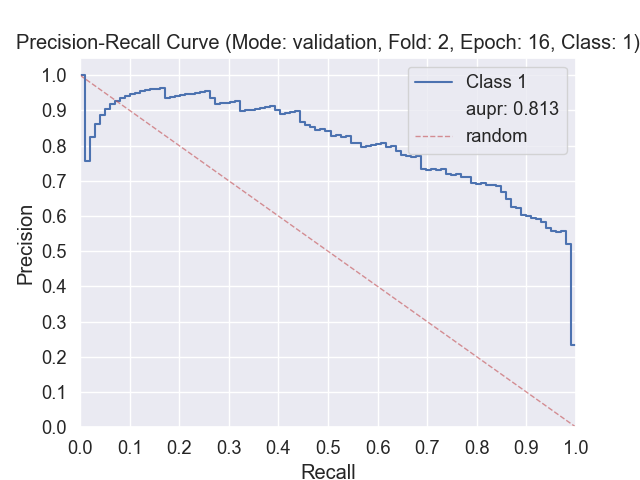 Precision-Recall Curve (Mode: validation, Fold: 2, Epoch: 16, Class: 1)
Class 1
aupr: 0.813
random
Precision
1.0
0.9
0.8
0.7
0.6
0.5
0.4
0.3
0.2
0.1
0.0
0.0 0.1 0.2 0.3 0.4 0.5 0.6 0.7 0.8 0.9 1.0
Recall